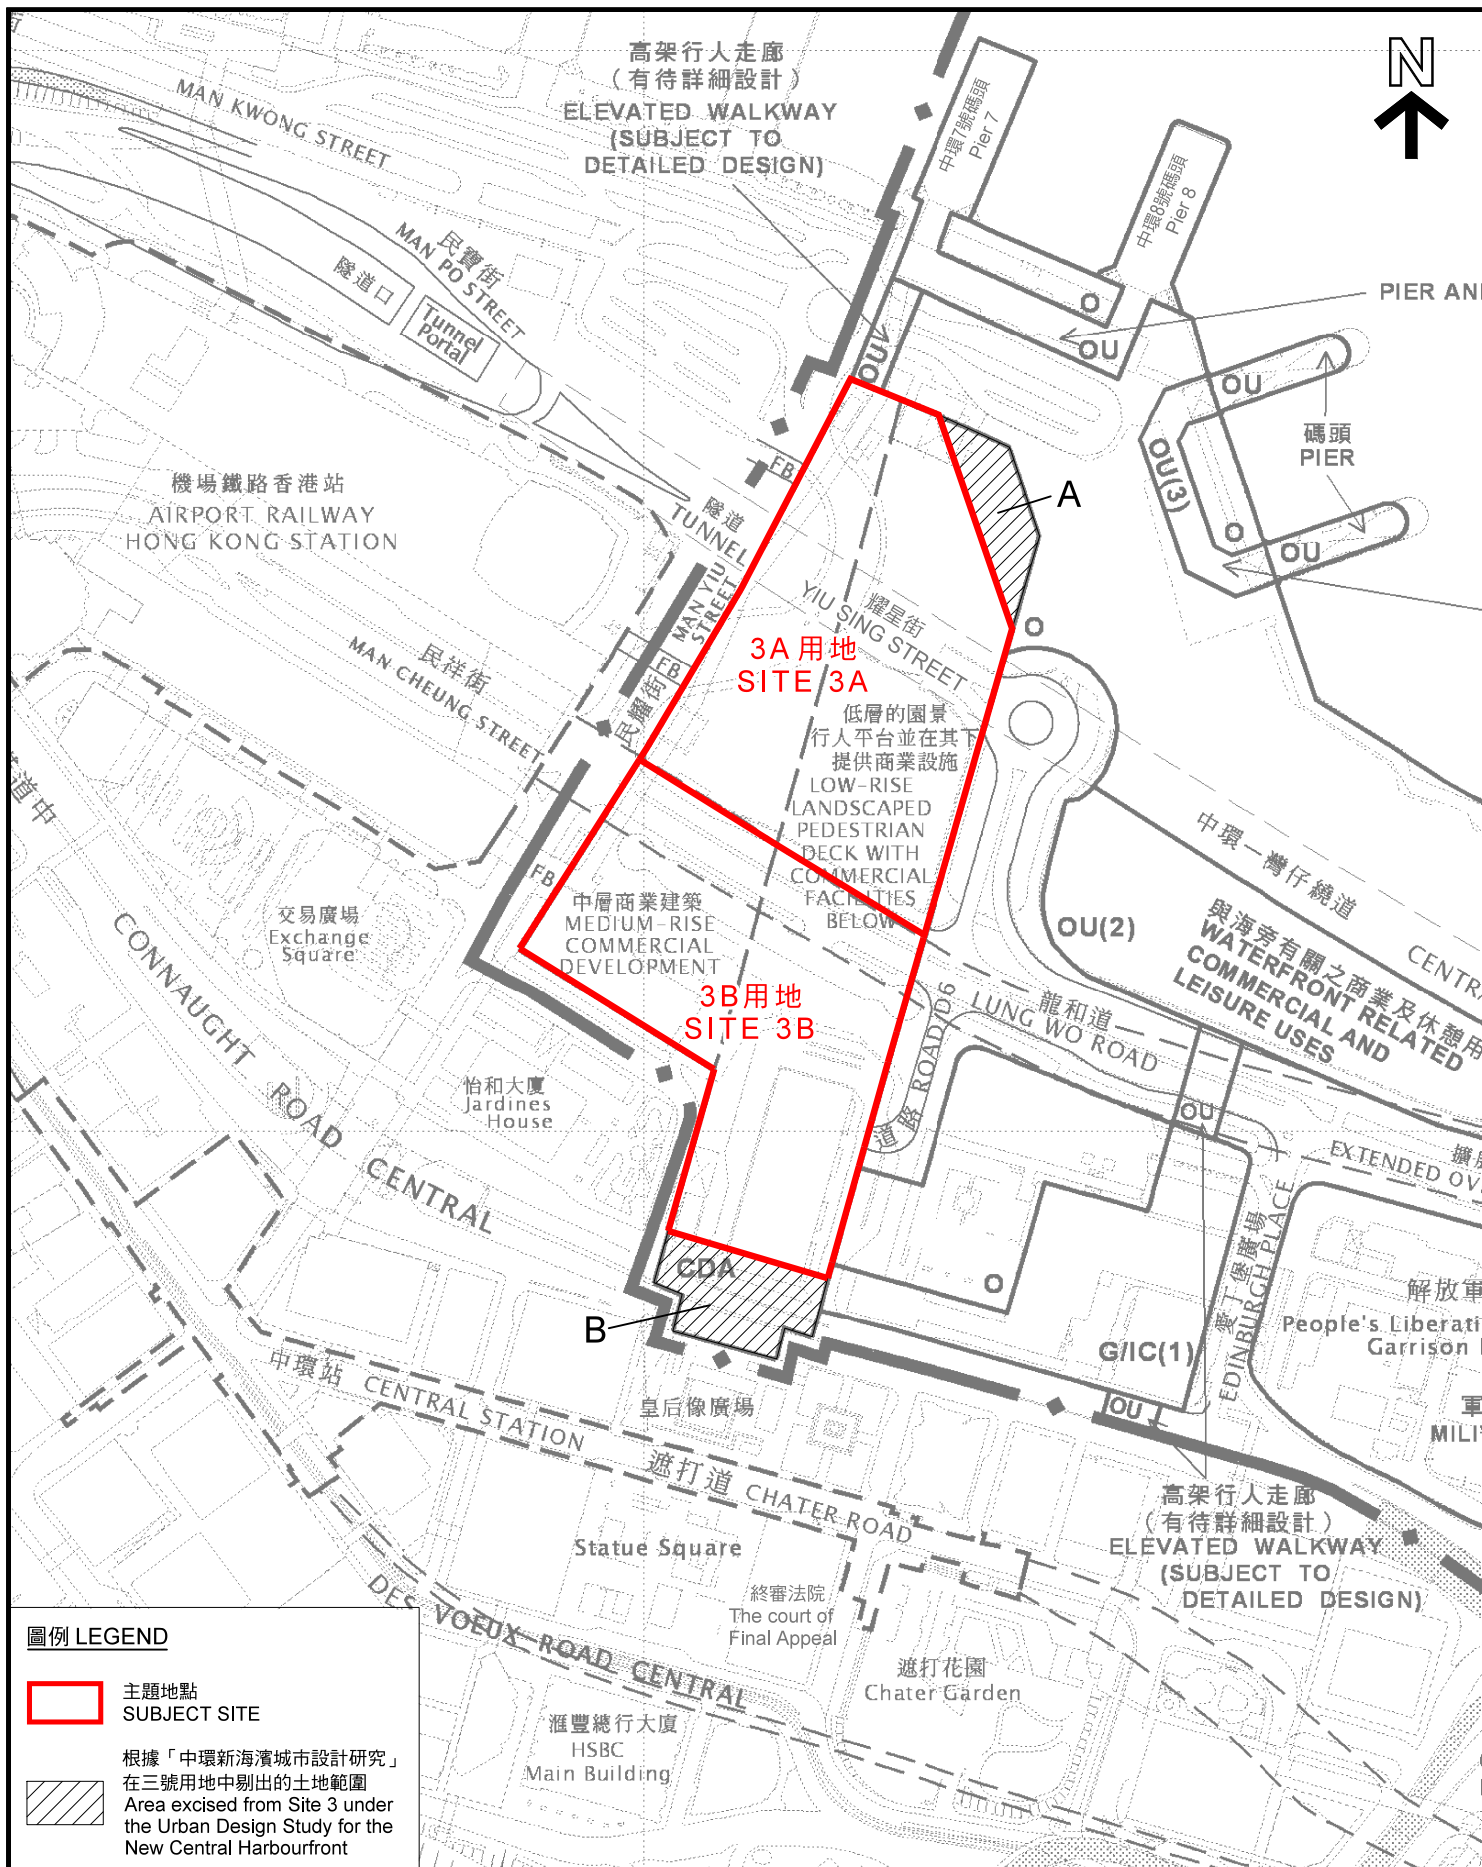 高架行人走廊
（有待詳細設計）
ELEVATED WALKWAY
(SUBJECT TO
DETAILED DESIGN)
N
MAN KWONG STREET
中環7號碼頭
Pier 7
中環8號碼頭
Pier 8
民寶街
MAN PO STREET
隧道口
Tunnel
Portal
PIER AN
O
OU
OU
OU
碼頭
PIER
OU(3)
O
OU
FB
A
機場鐵路香港站
AIRPORT RAILWAY
HONG KONG STATION
隧道
TUNNEL
MAN YIU
STREET
民耀街
FB
耀星街
YIU SING STREET
O
3A 用地
SITE 3A
民祥街
MAN CHEUNG STREET
低層的園景
行人平台並在其下
提供商業設施
LOW-RISE
LANDSCAPED
PEDESTRIAN
DECK WITH
COMMERCIAL
FACILITIES
BELOW
道中
中環－灣仔繞道
CENTRA
FB
中層商業建築
MEDIUM-RISE
COMMERCIAL
DEVELOPMENT
交易廣場
Exchange
Square
OU(2)
與海旁有關之商業及休憩用
WATERFRONT RELATED
COMMERCIAL AND
LEISURE USES
3B用地
SITE 3B
龍和道
LUNG WO ROAD
道路 ROAD D6
CONNAUGHT ROAD CENTRAL
怡和大廈
Jardines
House
OU
EXTENDED OV
愛丁堡廣場
EDINBURGH PLACE
CDA
B
O
G/IC(1)
解放軍
People's Liberati
Garrison
軍
MILI
OU
中環站 CENTRAL STATION
皇后像廣場
遮打道 CHATER ROAD
高架行人走廊
（有待詳細設計）
ELEVATED WALKWAY
(SUBJECT TO
DETAILED DESIGN)
Statue Square
終審法院
The court of
Final Appeal
DES VOEUX ROAD CENTRAL
遮打花園
Chater Garden
滙豐總行大廈
HSBC
Main Building
圖例 LEGEND
主題地點
SUBJECT SITE
根據「中環新海濱城市設計研究」
在三號用地中剔出的土地範圍
Area excised from Site 3 under
the Urban Design Study for the
New Central Harbourfront